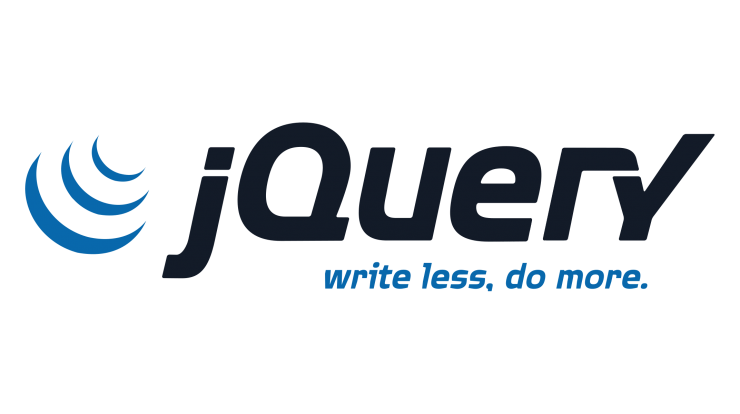 jQuery
write less, do more.